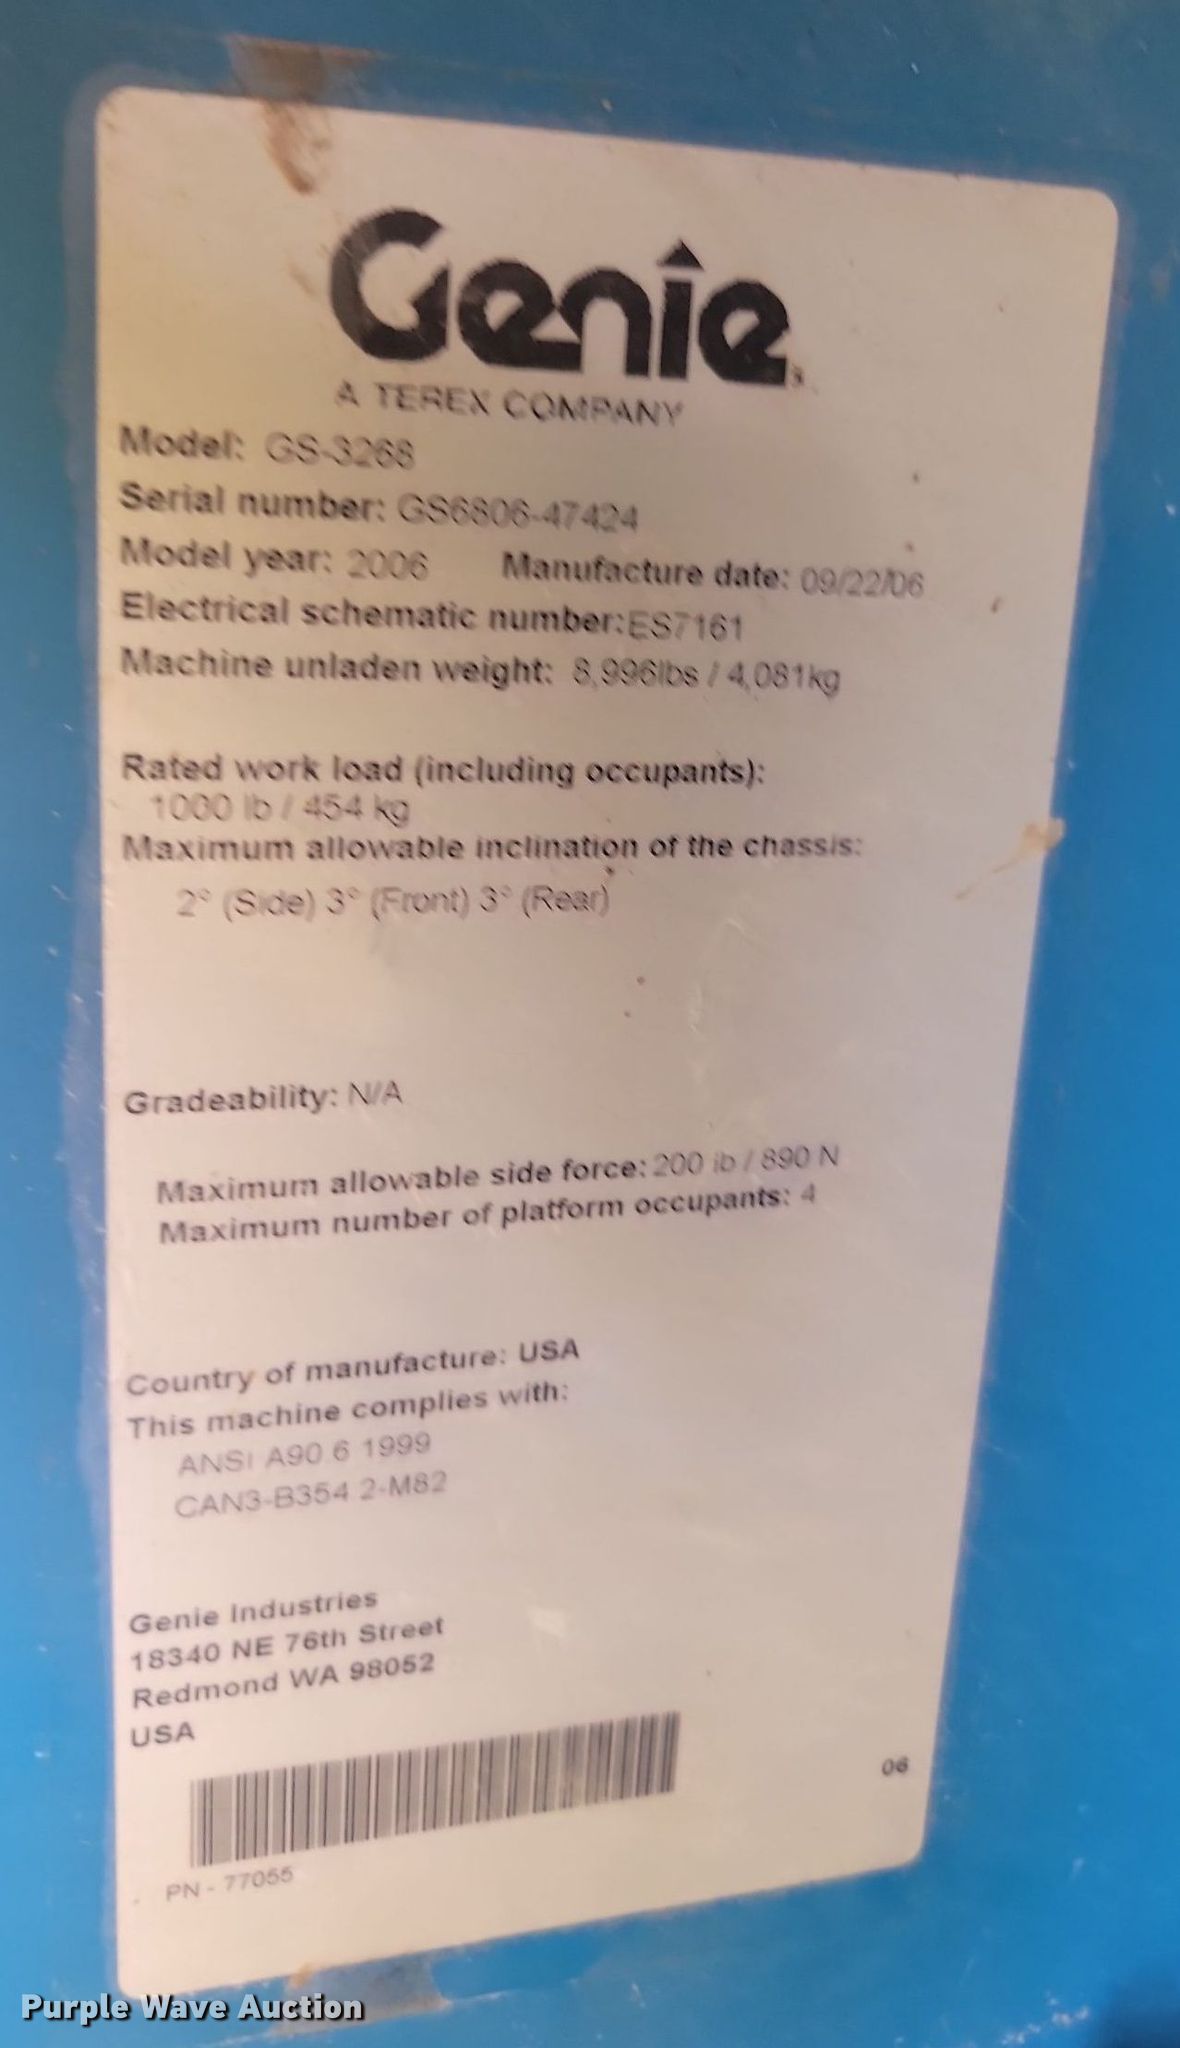 Genie
A TEREX COMPANY
Model: GS-3268
Serial number: GS6806-47424
Model year: 2006 Manufacture date: 09/22/06
Electrical schematic number:ES7161
Machine unladen weight: 8,996lbs / 4,081kg
Rated work load (including occupants):
1000 lb / 454 kg
Maximum allowable inclination of the chassis:
2° (Side) 3° (Front) 3° (Rear)
Gradeability: N/A
Maximum allowable side force: 200 lb / 890 N
Maximum number of platform occupants: 4
Country of manufacture: USA
This machine complies with:
ANSI A90.6 1999
CAN3-B354.2-M82
Genie Industries
18340 NE 76th Street
Redmond WA 98052
USA
06
PN - 77055
Purple Wave Auction